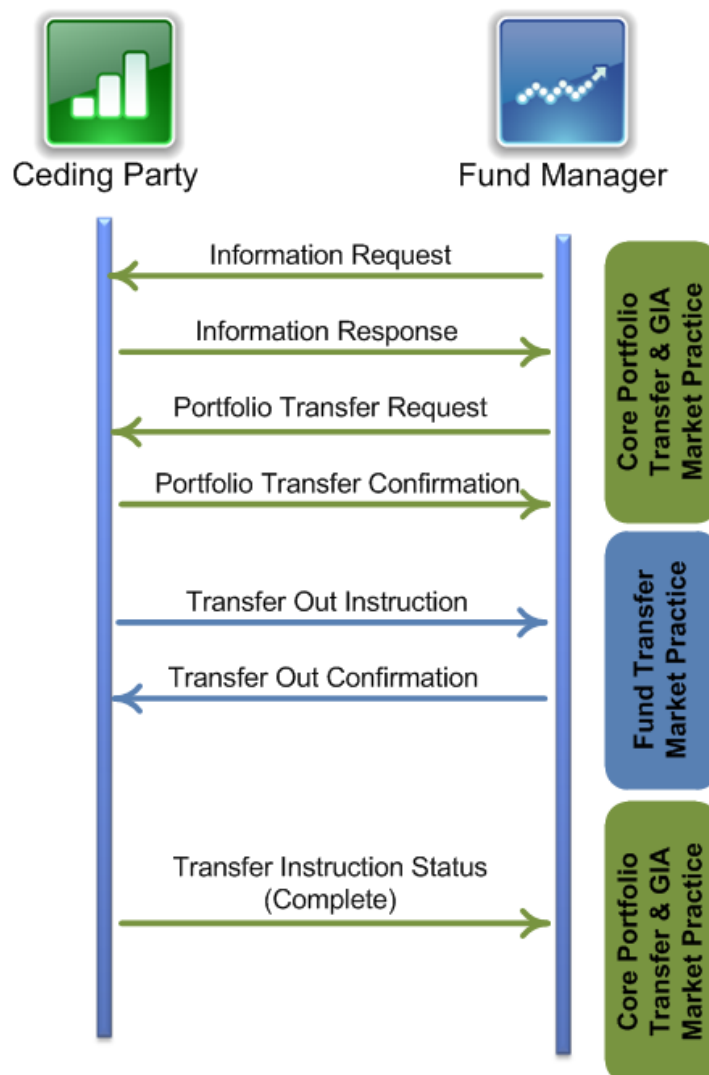 Ceding Party
Fund Manager
Information Request
Information Response
Portfolio Transfer Request
Portfolio Transfer Confirmation
Core Portfolio
Transfer & GIA
Market Practice
Transfer Out Instruction
Transfer Out Confirmation
Fund Transfer
Market Practice
Transfer Instruction Status
(Complete)
Core Portfolio
Transfer & GIA
Market Practice